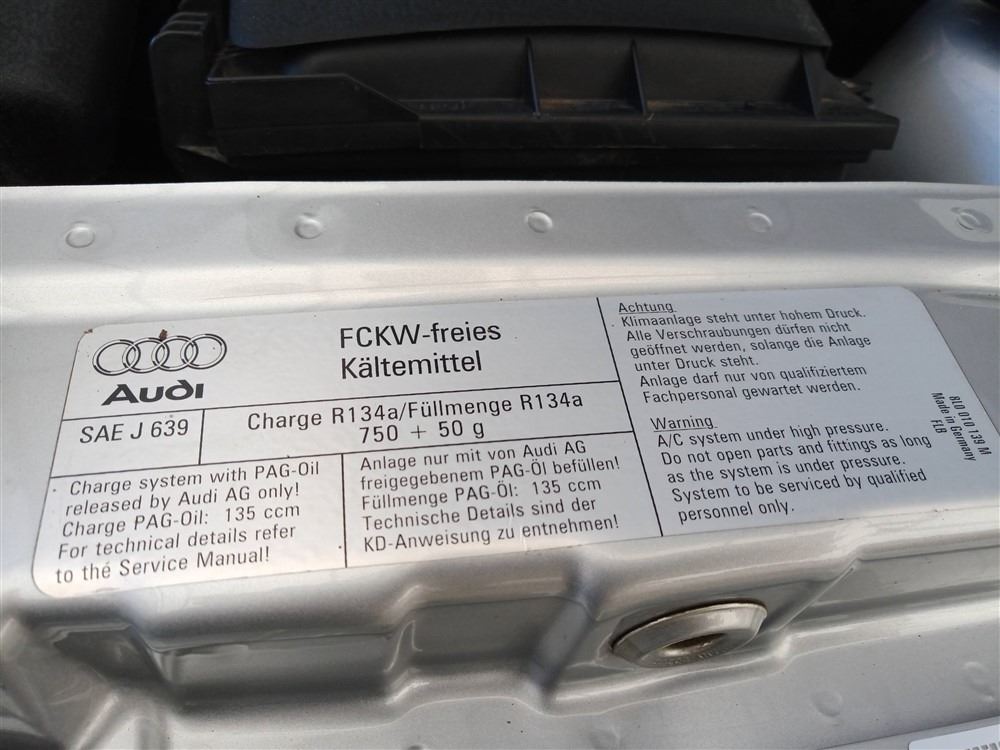 Audi
FCKW-freies
Kältemittel
SAE J 639
Charge R134a/Füllmenge R134a
750 + 50 g
Charge system with PAG-Oil
released by Audi AG only!
Charge PAG-Oil: 135 ccm
For technical details refer
to the Service Manual!
Anlage nur mit von Audi AG
freigegebenem PAG-Öl befüllen!
Füllmenge PAG-Öl: 135 ccm
Technische Details sind der
KD-Anweisung zu entnehmen!
Achtung
Klimaanlage steht unter hohem Druck.
Alle Verschraubungen dürfen nicht
geöffnet werden, solange die Anlage
unter Druck steht.
Anlage darf nur von qualifiziertem
Fachpersonal gewartet werden.
Warning
A/C system under high pressure.
Do not open parts and fittings as long
as the system is under pressure.
System to be serviced by qualified
personnel only.
8L0 010 139 M
Made in Germany
FLB